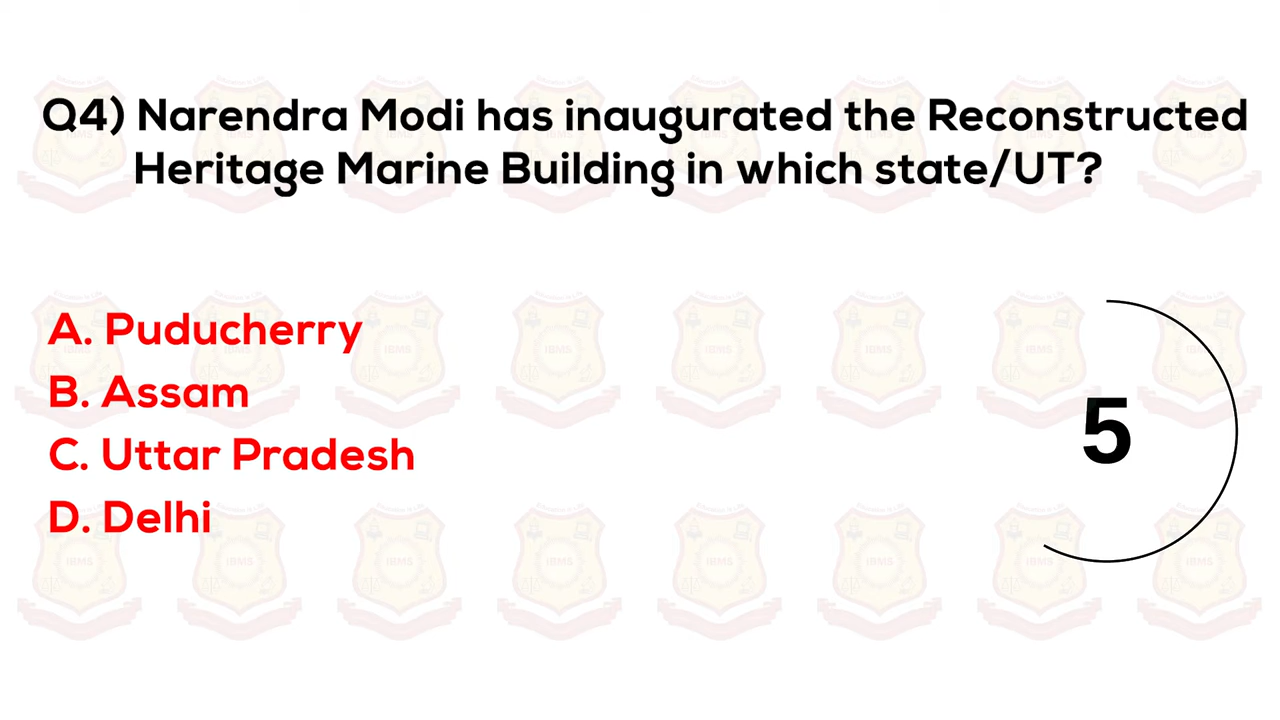 Q4) Narendra Modi has inaugurated the Reconstructed
Heritage Marine Building in which state/UT?
A. Puducherry
B. Assam
C. Uttar Pradesh
D. Delhi
5